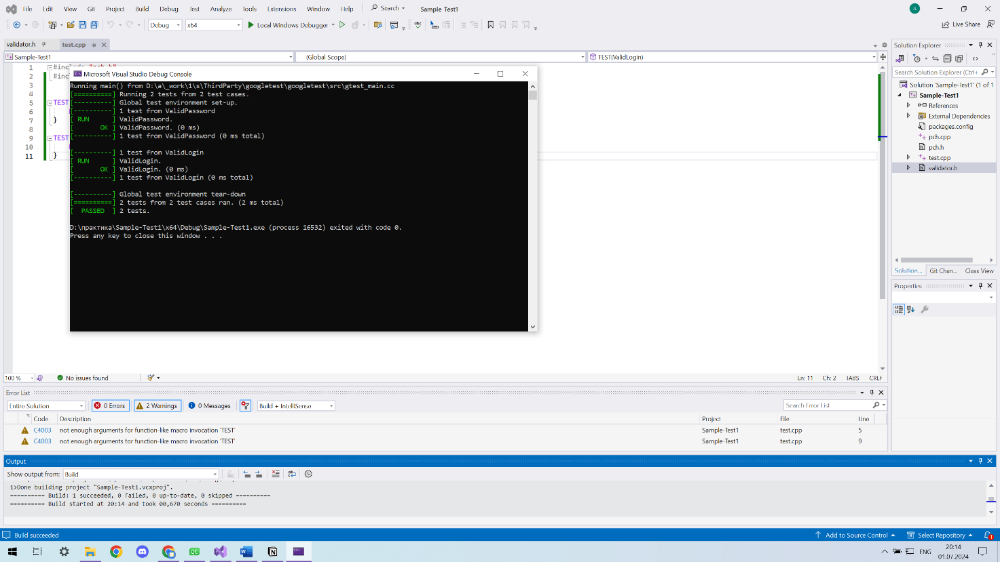 File Edit View Git Project Build Debug Test Analyze Tools Extensions Window Help Search Sample-Test1 JL
Debug x64 Local Windows Debugger Live Share
validator.h test.cpp
Sample-Test1 (Global Scope) TEST(ValidLogin)
1
2
3
4
5 TEST
6
7 }
8
9 TEST
10
11 }
Microsoft Visual Studio Debug Console
Running main() from D:\a\_work\1\s\ThirdParty\googletest\googletest\src\gtest_main.cc
[==========] Running 2 tests from 2 test cases.
[----------] Global test environment set-up.
[----------] 1 test from ValidPassword
[ RUN      ] ValidPassword.
[       OK ] ValidPassword. (0 ms)
[----------] 1 test from ValidPassword (0 ms total)
[----------] 1 test from ValidLogin
[ RUN      ] ValidLogin.
[       OK ] ValidLogin. (0 ms)
[----------] 1 test from ValidLogin (0 ms total)
[----------] Global test environment tear-down
[==========] 2 tests from 2 test cases ran. (2 ms total)
[  PASSED  ] 2 tests.
D:\практика\Sample-Test1\x64\Debug\Sample-Test1.exe (process 16532) exited with code 0.
Press any key to close this window . . .
Solution Explorer
Search Solution Explorer (Ctrl+
Solution 'Sample-Test1' (1 of 1
Sample-Test1
References
External Dependencies
packages.config
pch.cpp
pch.h
test.cpp
validator.h
Solution... Git Chan... Class View
Properties
100 % No issues found Ln: 11 Ch: 2 TABS CRLF
Error List
Entire Solution 0 Errors 2 Warnings 0 Messages Build + IntelliSense Search Error List
Code Description Project File Line
C4003 not enough arguments for function-like macro invocation 'TEST' Sample-Test1 test.cpp 5
C4003 not enough arguments for function-like macro invocation 'TEST' Sample-Test1 test.cpp 9
Output
Show output from: Build
1>Done building project "Sample-Test1.vcxproj".
========== Build: 1 succeeded, 0 failed, 0 up-to-date, 0 skipped ==========
========== Build started at 20:14 and took 00,670 seconds ==========
Build succeeded Add to Source Control Select Repository 1
ENG 20:14
01.07.2024